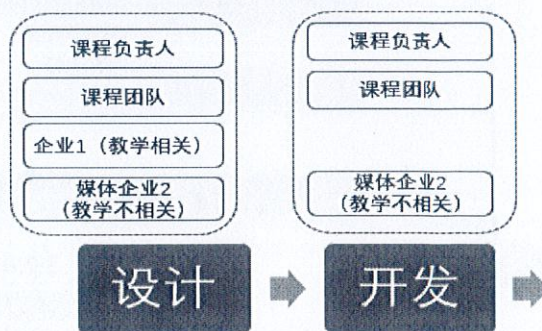 课程负责人
课程团队
企业1（教学相关）
媒体企业2
（教学不相关）
设计
课程负责人
课程团队
媒体企业2
（教学不相关）
开发